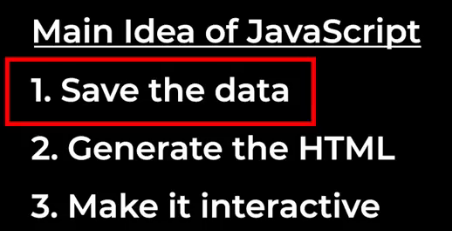 Main Idea of JavaScript
1. Save the data
2. Generate the HTML
3. Make it interactive